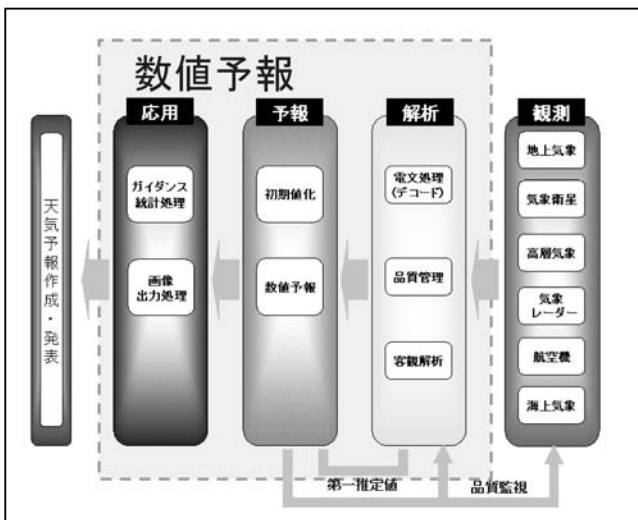 数値予報
応用
予報
解析
観測
天気予報作成・発表
ガイダンス
統計処理
画像
出力処理
初期値化
数値予報
電文処理
(デコード)
品質管理
客観解析
地上気象
気象衛星
高層気象
気象
レーダー
航空機
海上気象
第一推定値
品質監視